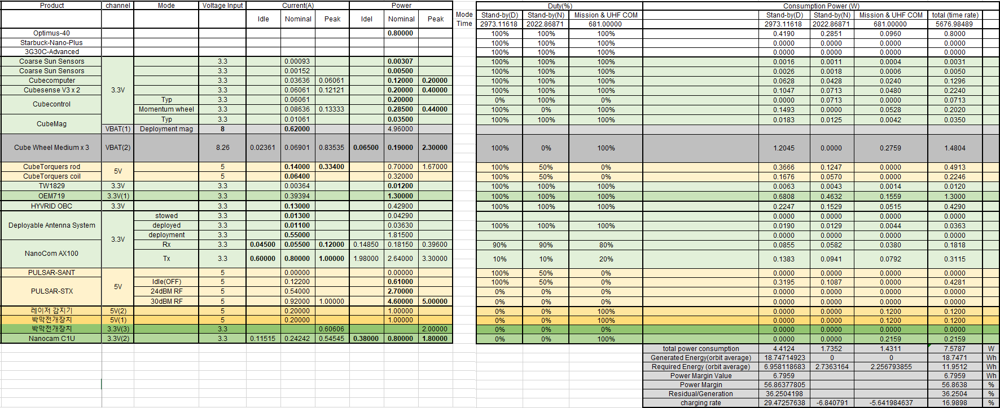 Product channel Mode Voltage Input Current(A) Power Duty(%) Consumption Power (W)
Idle Nominal Peak Idel Nominal Peak Mode Stand-by(D) Stand-by(N) Mission & UHF COM Stand-by(D) Stand-by(N) Mission & UHF COM total (time rate)
Time 2973.11618 2022.86871 681.00000 2973.11618 2022.86871 681.00000 5676.98489
Optimus-40 0.80000 100% 100% 100% 0.4190 0.2851 0.0960 0.8000
Starbuck-Nano-Plus 100% 100% 100% 0.0000 0.0000 0.0000 0.0000
3G30C-Advanced 100% 100% 100% 0.0000 0.0000 0.0000 0.0000
Coarse Sun Sensors 3.3 0.00093 0.00307 100% 100% 100% 0.0016 0.0011 0.0004 0.0031
Coarse Sun Sensors 3.3 0.00152 0.00500 100% 100% 100% 0.0026 0.0018 0.0006 0.0050
Cubecomputer 3.3 0.03636 0.06061 0.12000 0.20000 100% 100% 100% 0.0628 0.0428 0.0240 0.1296
Cubesense V3 x 2 3.3V 3.3 0.06061 0.12121 0.20000 0.40000 100% 100% 100% 0.1047 0.0713 0.0480 0.2240
Cubecontrol Typ 3.3 0.06061 0.20000 0% 100% 0% 0.0000 0.0713 0.0000 0.0713
Momentum wheel 3.3 0.08636 0.13333 0.28500 0.44000 100% 0% 100% 0.1493 0.0000 0.0528 0.2020
CubeMag Typ 3.3 0.01061 0.03500 100% 100% 100% 0.0183 0.0125 0.0042 0.0350
VBAT(1) Deployment mag 8 0.62000 4.96000
Cube Wheel Medium x 3 VBAT(2) 8.26 0.02361 0.06901 0.83535 0.06500 0.19000 2.30000 100% 0% 100% 1.2045 0.0000 0.2759 1.4804
CubeTorquers rod 5V 5 0.14000 0.33400 0.70000 1.67000 100% 50% 0% 0.3666 0.1247 0.0000 0.4913
CubeTorquers coil 5 0.06400 0.32000 100% 50% 0% 0.1676 0.0570 0.0000 0.2246
TW1829 3.3V 3.3 0.00364 0.01200 100% 100% 100% 0.0063 0.0043 0.0014 0.0120
OEM719 3.3V(1) 3.3 0.39394 1.30000 100% 100% 100% 0.6808 0.4632 0.1559 1.3000
HYVRID OBC 3.3V 3.3 0.13000 0.42900 100% 100% 100% 0.2247 0.1529 0.0515 0.4290
stowed 3.3 0.01300 0.04290 0.0000 0.0000 0.0000 0.0000
Deployable Antenna System deployed 3.3 0.01100 0.03630 100% 100% 100% 0.0190 0.0129 0.0044 0.0363
3.3V deployment 3.3 0.55000 1.81500 0.0000 0.0000 0.0000 0.0000
NanoCom AX100 Rx 3.3 0.04500 0.05500 0.12000 0.14850 0.18150 0.39600 90% 90% 80% 0.0855 0.0582 0.0380 0.1818
Tx 3.3 0.60000 0.80000 1.00000 1.98000 2.64000 3.30000 10% 10% 20% 0.1383 0.0941 0.0792 0.3115
PULSAR-SANT 5 0.00000 0.00000 100% 50% 0% 0.0000 0.0000 0.0000 0.0000
5V Idle(OFF) 5 0.12200 0.61000 100% 50% 0% 0.3195 0.1087 0.0000 0.4281
PULSAR-STX 24dBM RF 5 0.54000 2.70000 0% 0% 0% 0.0000 0.0000 0.0000 0.0000
30dBM RF 5 0.92000 1.00000 4.60000 5.00000 0% 0% 0% 0.0000 0.0000 0.0000 0.0000
레이저 감지기 5V(2) 5 0.20000 1.00000 0% 0% 100% 0.0000 0.0000 0.1200 0.1200
박막전개장치 5V(1) 5 0.20000 1.00000 0% 0% 100% 0.0000 0.0000 0.1200 0.1200
박막전개장치 3.3V(3) 3.3 0.60606 2.00000 0% 0% 0% 0.0000 0.0000 0.0000 0.0000
Nanocam C1U 3.3V(2) 3.3 0.11515 0.24242 0.54545 0.38000 0.80000 1.80000 0% 0% 100% 0.0000 0.0000 0.2159 0.2159
total power consumption 4.4124 1.7352 1.4311 7.5787 W
Generated Energy(orbit average) 18.74714923 0 0 18.7471 Wh
Required Energy (orbit average) 6.958118683 2.7363164 2.256793855 11.9512 Wh
Power Margin Value 6.7959 6.7959 Wh
Power Margin 56.86377805 56.8638 %
Residual/Generation 36.2504198 36.2504 %
charging rate 29.47257638 -6.840791 -5.641984637 16.9898 %